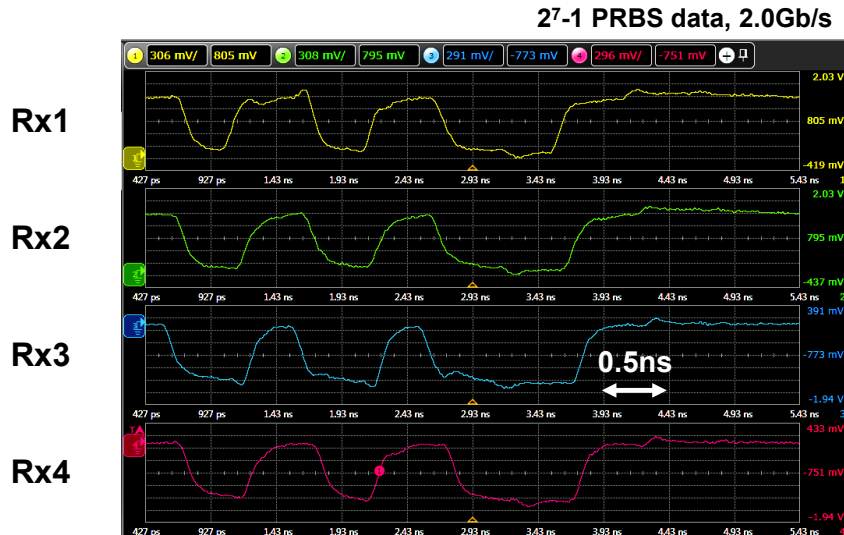 2⁷-1 PRBS data, 2.0Gb/s
1 306 mV/ 805 mV 2 308 mV/ 795 mV 3 291 mV/ -773 mV 4 296 mV/ -751 mV
Rx1
2.03 V
805 mV
-419 mV
427 ps 927 ps 1.43 ns 1.93 ns 2.43 ns 2.93 ns 3.43 ns 3.93 ns 4.43 ns 4.93 ns 5.43 ns 1
Rx2
2.03 V
795 mV
-437 mV
427 ps 927 ps 1.43 ns 1.93 ns 2.43 ns 2.93 ns 3.43 ns 3.93 ns 4.43 ns 4.93 ns 5.43 ns 2
Rx3
391 mV
-773 mV
0.5ns
-1.94 V
427 ps 927 ps 1.43 ns 1.93 ns 2.43 ns 2.93 ns 3.43 ns 3.93 ns 4.43 ns 4.93 ns 5.43 ns 3
Rx4
433 mV
-751 mV
-1.94 V
427 ps 927 ps 1.43 ns 1.93 ns 2.43 ns 2.93 ns 3.43 ns 3.93 ns 4.43 ns 4.93 ns 5.43 ns 4